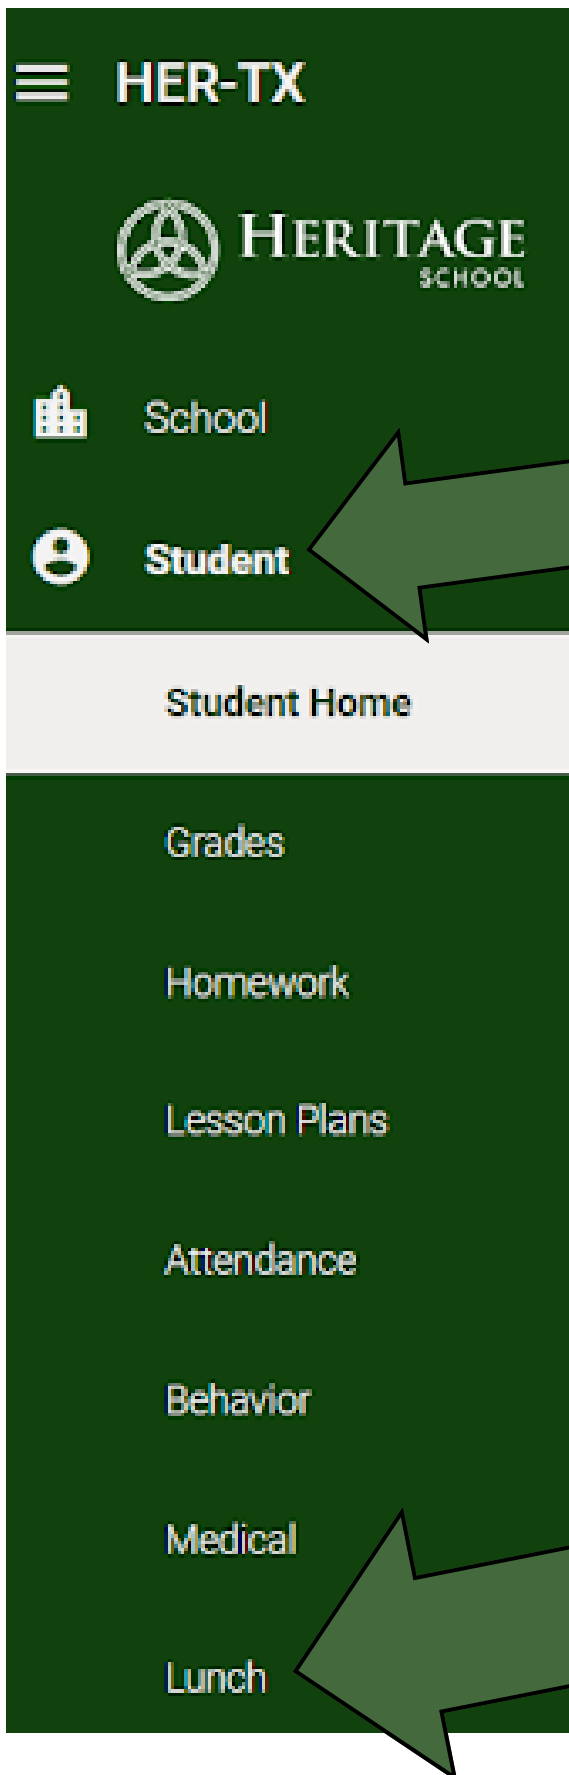 HER-TX
HERITAGE
SCHOOL
School
Student
Student Home
Grades
Homework
Lesson Plans
Attendance
Behavior
Medical
Lunch